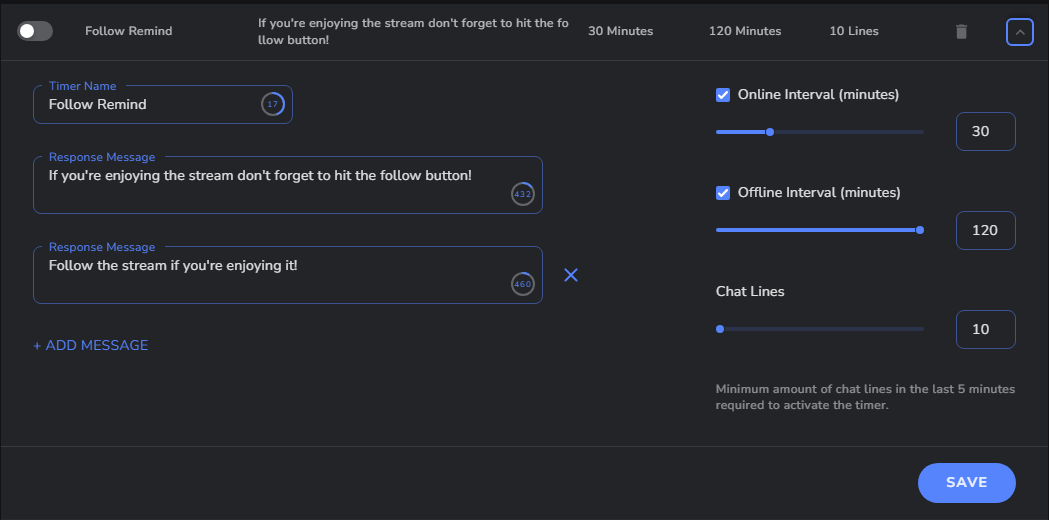 Follow Remind
If you're enjoying the stream don't forget to hit the fo
llow button!
30 Minutes
120 Minutes
10 Lines
Timer Name
Follow Remind
17
Response Message
If you're enjoying the stream don't forget to hit the follow button!
432
Response Message
Follow the stream if you're enjoying it!
460
+ ADD MESSAGE
Online Interval (minutes)
30
Offline Interval (minutes)
120
Chat Lines
10
Minimum amount of chat lines in the last 5 minutes
required to activate the timer.
SAVE